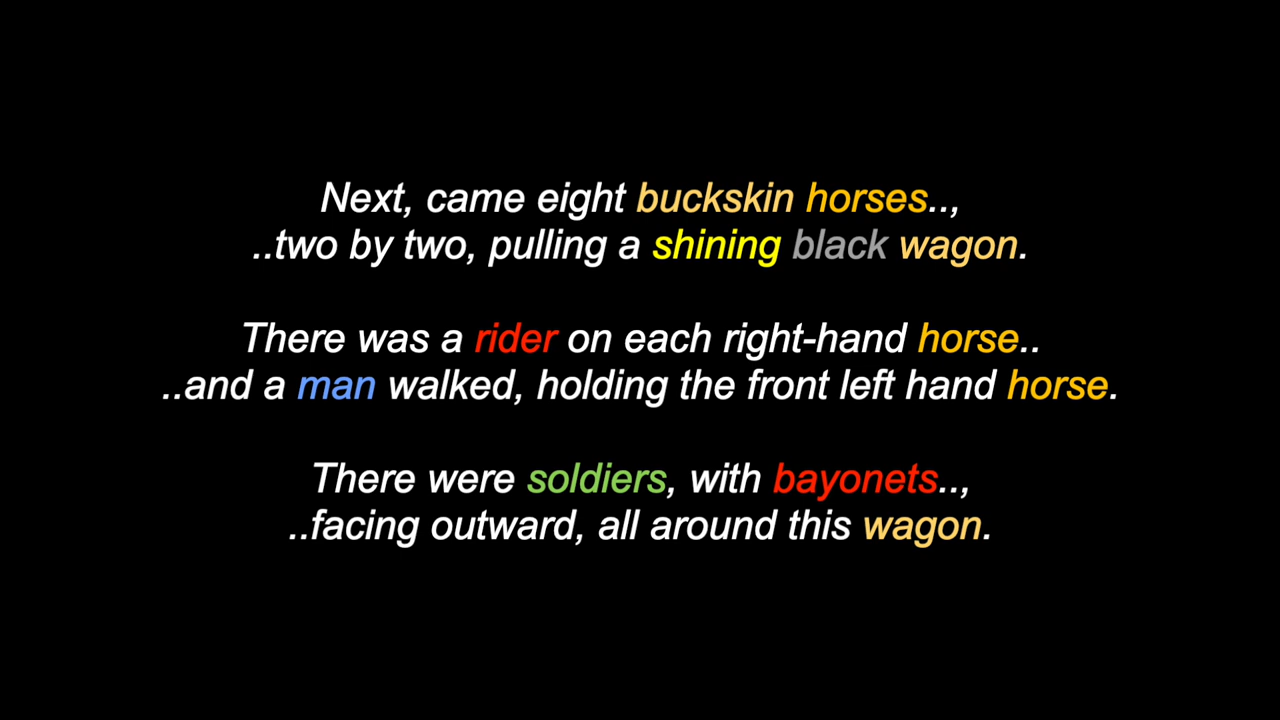 Next, came eight buckskin horses..,
..two by two, pulling a shining black wagon.
There was a rider on each right-hand horse..
..and a man walked, holding the front left hand horse.
There were soldiers, with bayonets..,
..facing outward, all around this wagon.